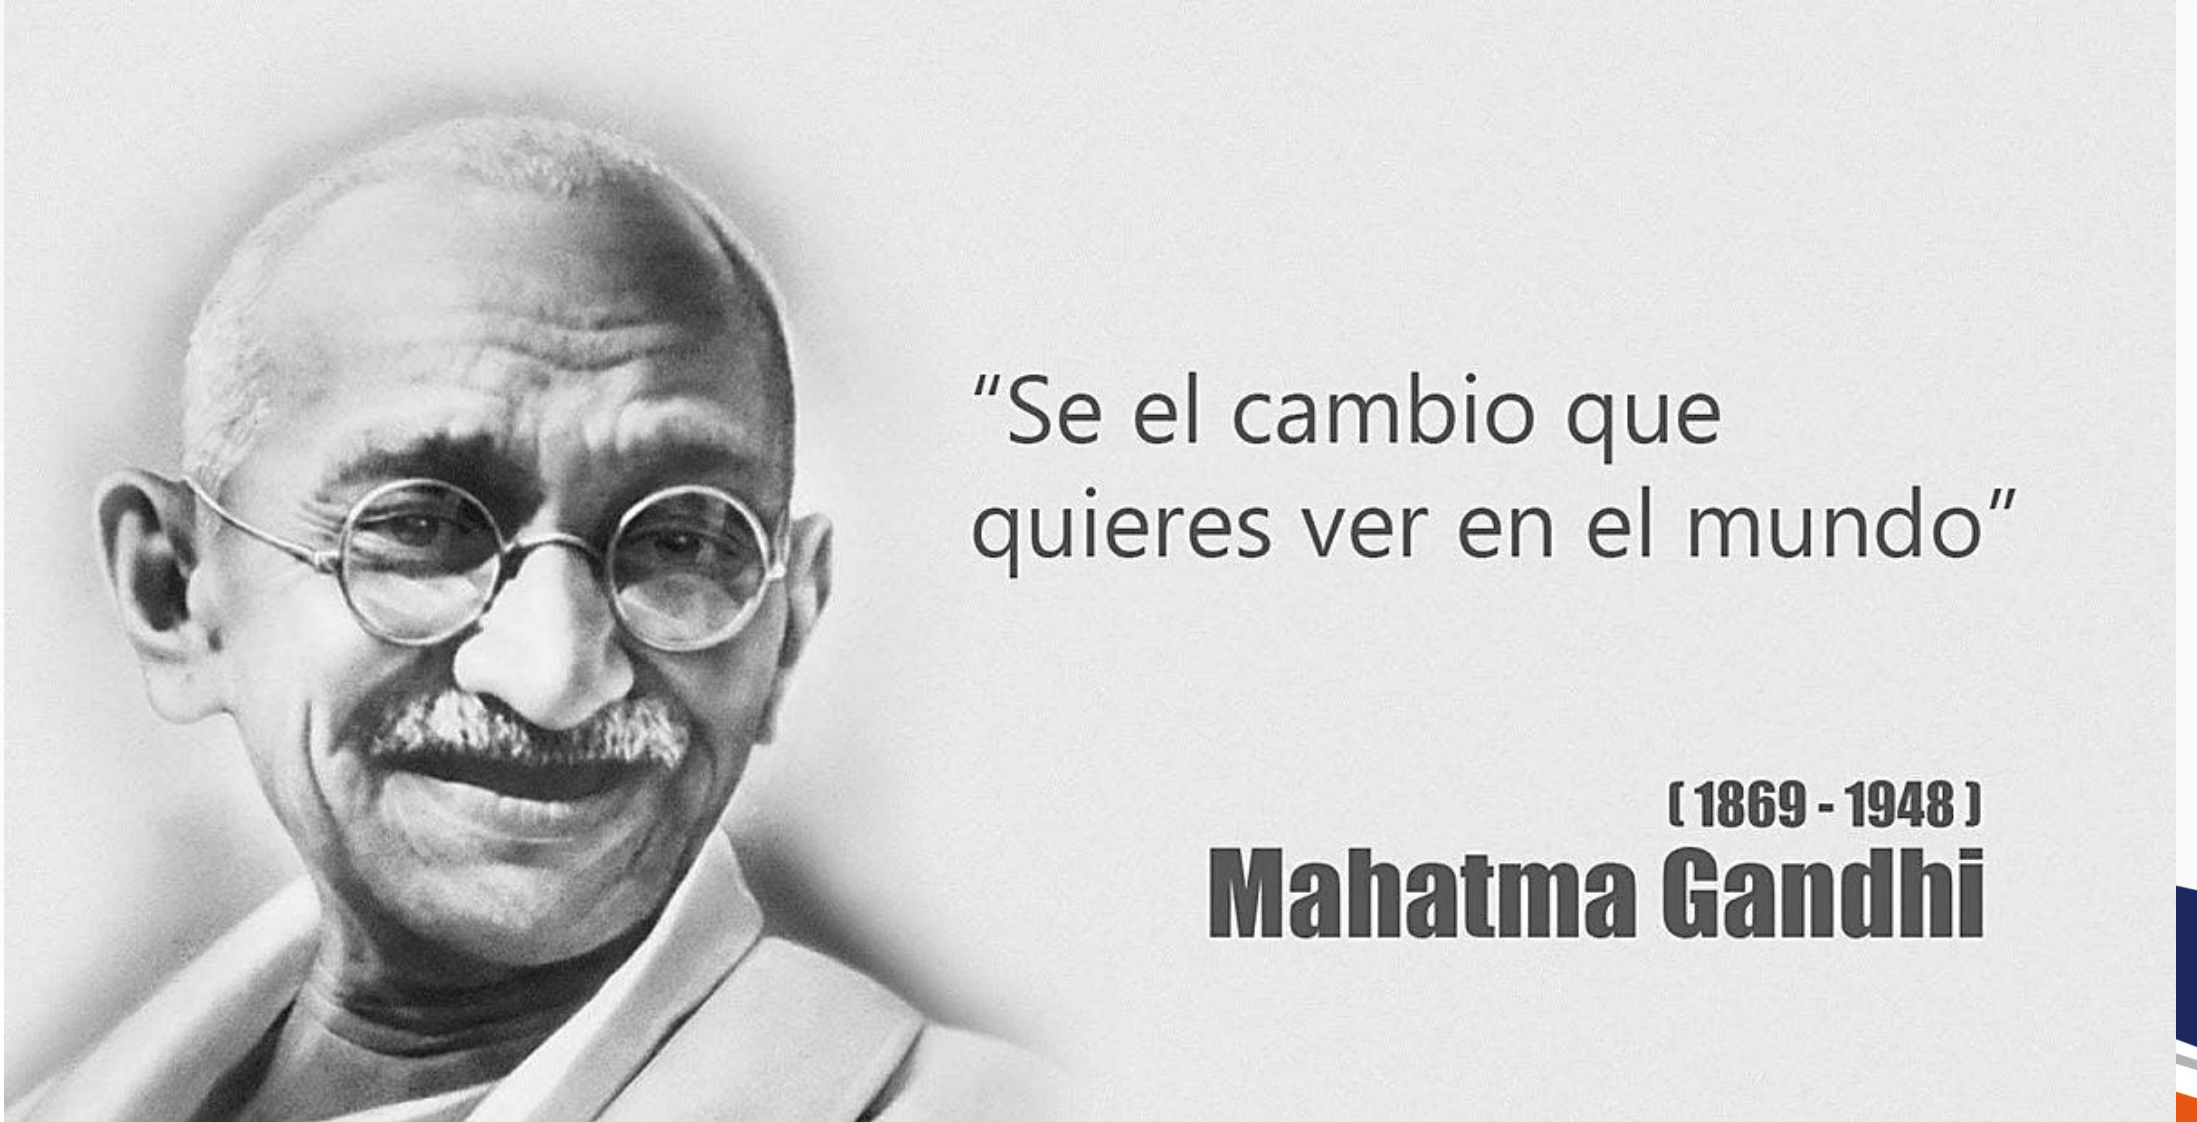 “Se el cambio que
quieres ver en el mundo”
( 1869 - 1948 )
Mahatma Gandhi